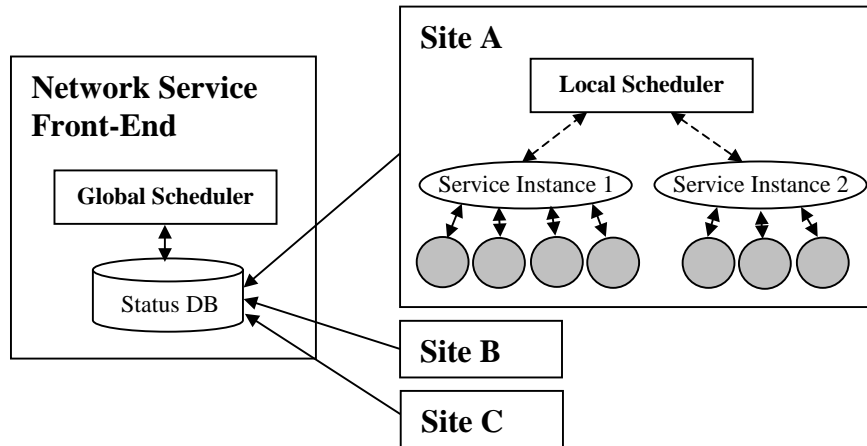 Network Service
Front-End
Global Scheduler
Status DB
Site A
Local Scheduler
Service Instance 1
Service Instance 2
Site B
Site C